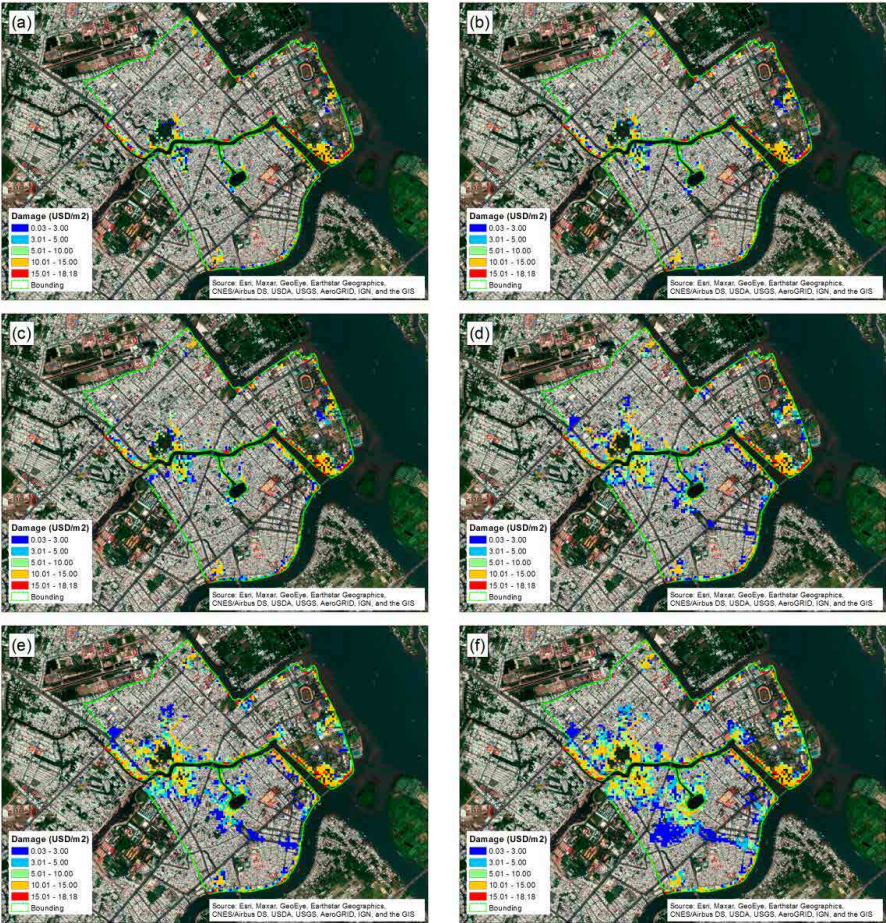 (a)
Damage (USD/m2)
0.03 - 3.00
3.01 - 5.00
5.01 - 10.00
10.01 - 15.00
15.01 - 18.18
Bounding
Source: Esri, Maxar, GeoEye, Earthstar Geographics,
CNES/Airbus DS, USDA, USGS, AeroGRID, IGN, and the GIS
(b)
Damage (USD/m2)
0.03 - 3.00
3.01 - 5.00
5.01 - 10.00
10.01 - 15.00
15.01 - 18.18
Bounding
Source: Esri, Maxar, GeoEye, Earthstar Geographics,
CNES/Airbus DS, USDA, USGS, AeroGRID, IGN, and the GIS
(c)
Damage (USD/m2)
0.03 - 3.00
3.01 - 5.00
5.01 - 10.00
10.01 - 15.00
15.01 - 18.18
Bounding
Source: Esri, Maxar, GeoEye, Earthstar Geographics,
CNES/Airbus DS, USDA, USGS, AeroGRID, IGN, and the GIS
(d)
Damage (USD/m2)
0.03 - 3.00
3.01 - 5.00
5.01 - 10.00
10.01 - 15.00
15.01 - 18.18
Bounding
Source: Esri, Maxar, GeoEye, Earthstar Geographics,
CNES/Airbus DS, USDA, USGS, AeroGRID, IGN, and the GIS
(e)
Damage (USD/m2)
0.03 - 3.00
3.01 - 5.00
5.01 - 10.00
10.01 - 15.00
15.01 - 18.18
Bounding
Source: Esri, Maxar, GeoEye, Earthstar Geographics,
CNES/Airbus DS, USDA, USGS, AeroGRID, IGN, and the GIS
(f)
Damage (USD/m2)
0.03 - 3.00
3.01 - 5.00
5.01 - 10.00
10.01 - 15.00
15.01 - 18.18
Bounding
Source: Esri, Maxar, GeoEye, Earthstar Geographics,
CNES/Airbus DS, USDA, USGS, AeroGRID, IGN, and the GIS